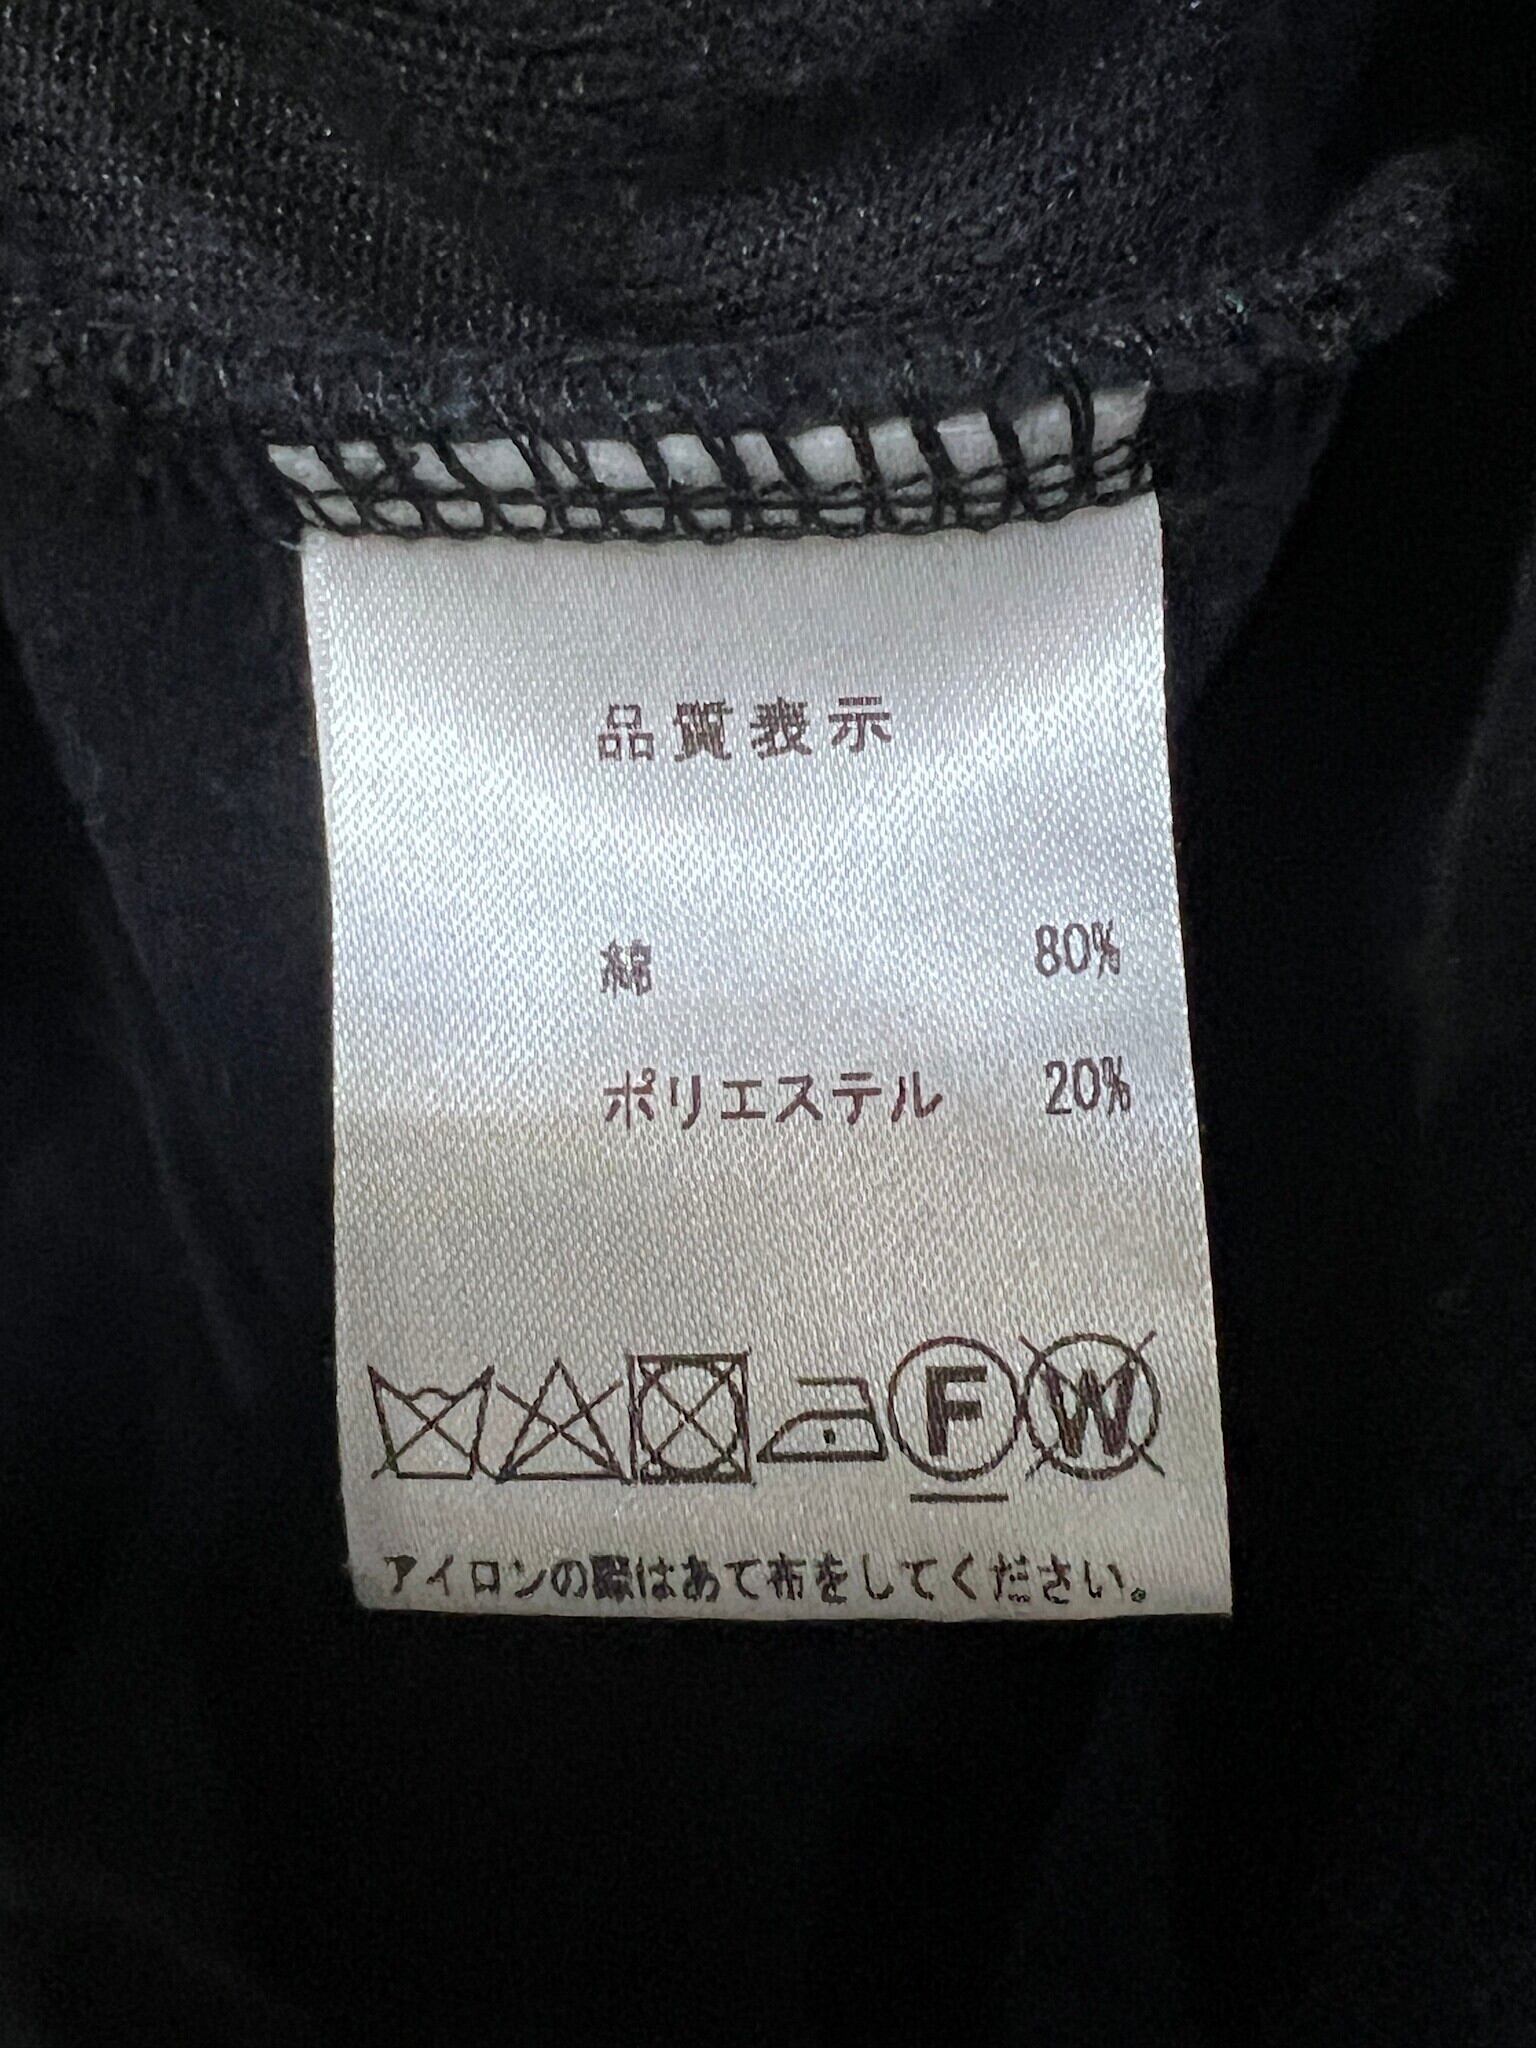 品質表示
綿 80%
ポリエステル 20%
F W
アイロンの際はあて布をしてください。